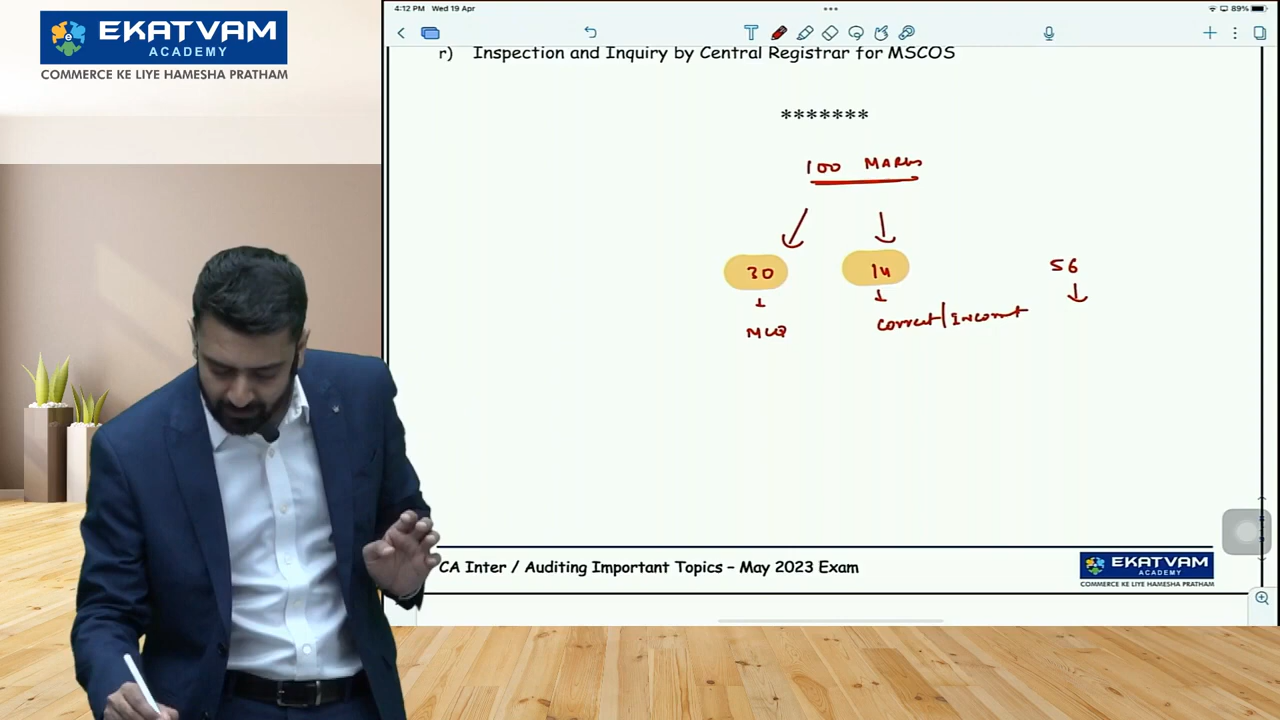 EKATVAM
ACADEMY
COMMERCE KE LIYE HAMESHA PRATHAM
4:12 PM Wed 19 Apr
89%
r) Inspection and Inquiry by Central Registrar for MSCOS
*******
100 MARKS
30 14 56
MCQ Correct/Incorrect
CA Inter / Auditing Important Topics – May 2023 Exam
EKATVAM
ACADEMY
COMMERCE KE LIYE HAMESHA PRATHAM